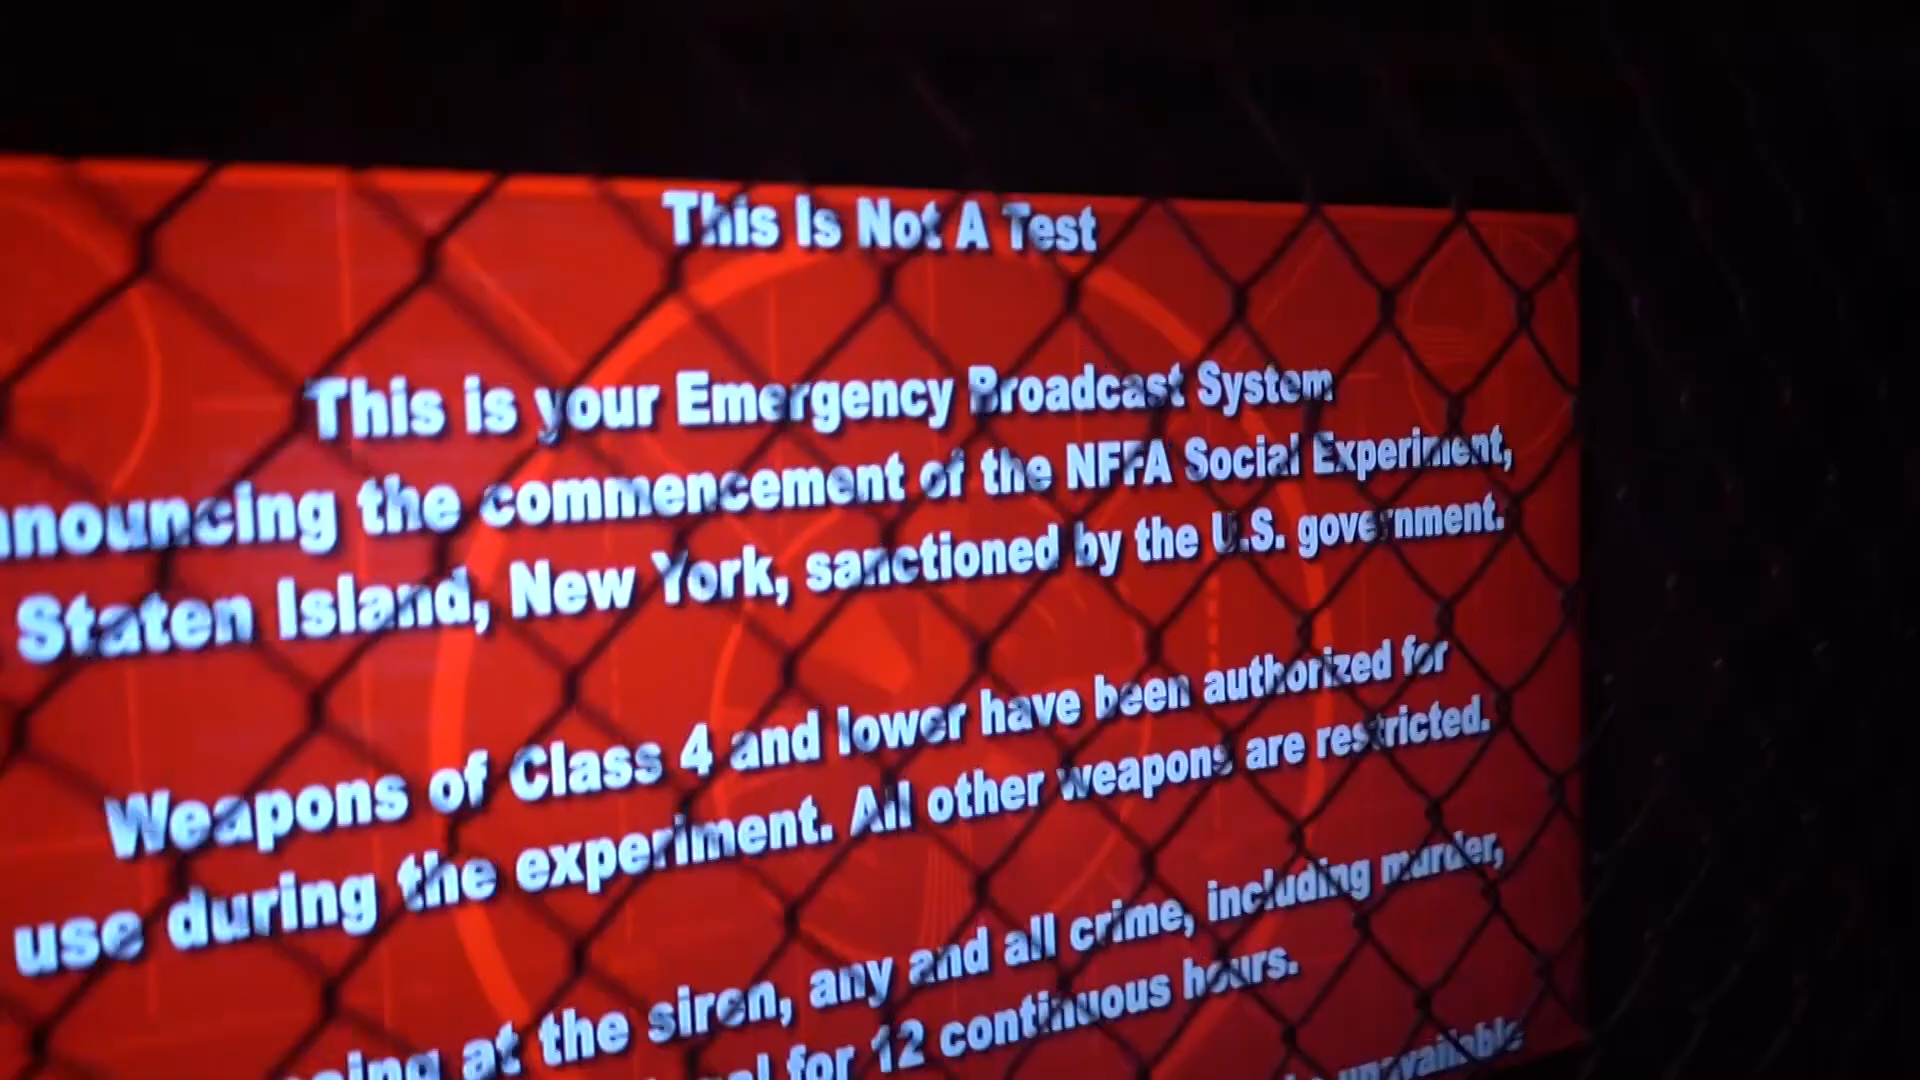 This Is Not A Test
This is your Emergency Broadcast System
nnouncing the commencement of the NFFA Social Experiment,
Staten Island, New York, sanctioned by the U.S. government.
Weapons of Class 4 and lower have been authorized for
use during the experiment. All other weapons are restricted.
at the siren, any and all crime, including murder,
for 12 continuous hours.
unavailable